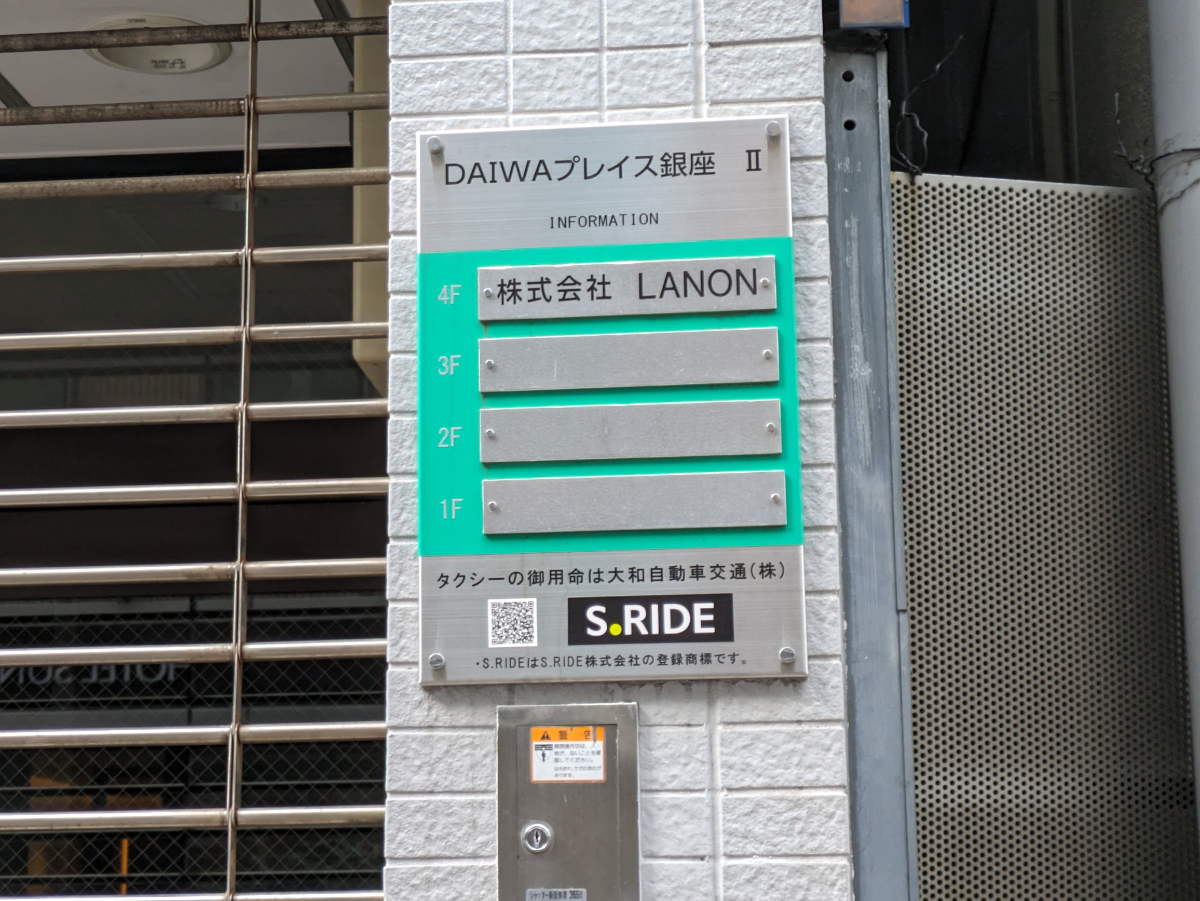 DAIWAプレイス銀座 Ⅱ
INFORMATION
4F 株式会社 LANON
3F
2F
1F
タクシーの御用命は大和自動車交通(株)
S.RIDE
・S.RIDEはS.RIDE株式会社の登録商標です。
警告